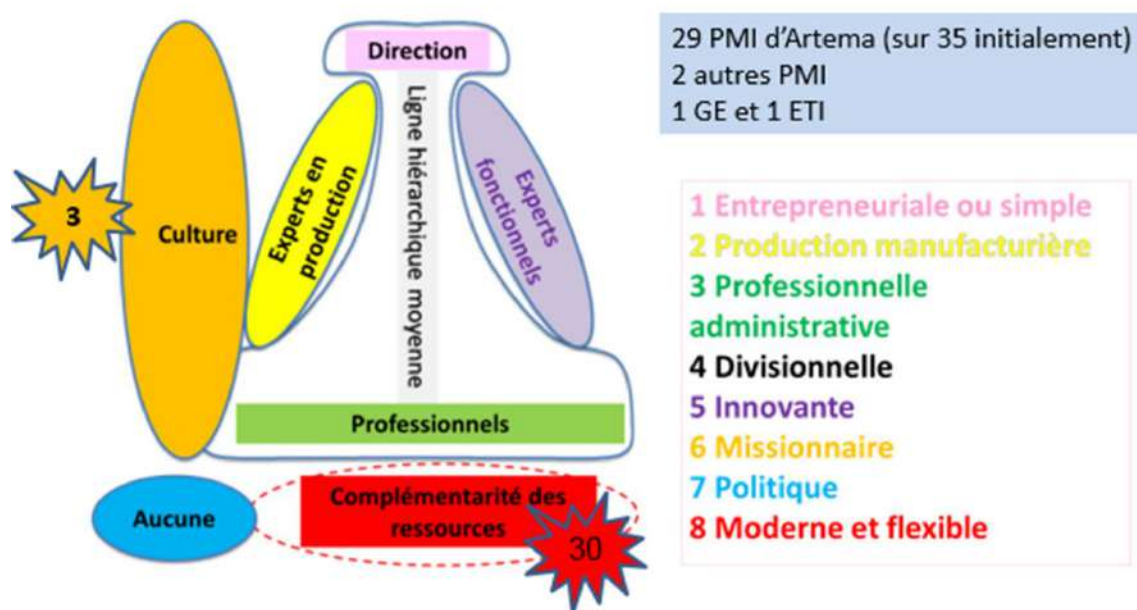 Direction
Ligne hiérarchique moyenne
Experts en
production
Experts
fonctionnels
3
Culture
Professionnels
Aucune
Complémentarité des
ressources
30
29 PMI d'Artema (sur 35 initialement)
2 autres PMI
1 GE et 1 ETI
1 Entrepreneuriale ou simple
2 Production manufacturière
3 Professionnelle
administrative
4 Divisionnelle
5 Innovante
6 Missionnaire
7 Politique
8 Moderne et flexible